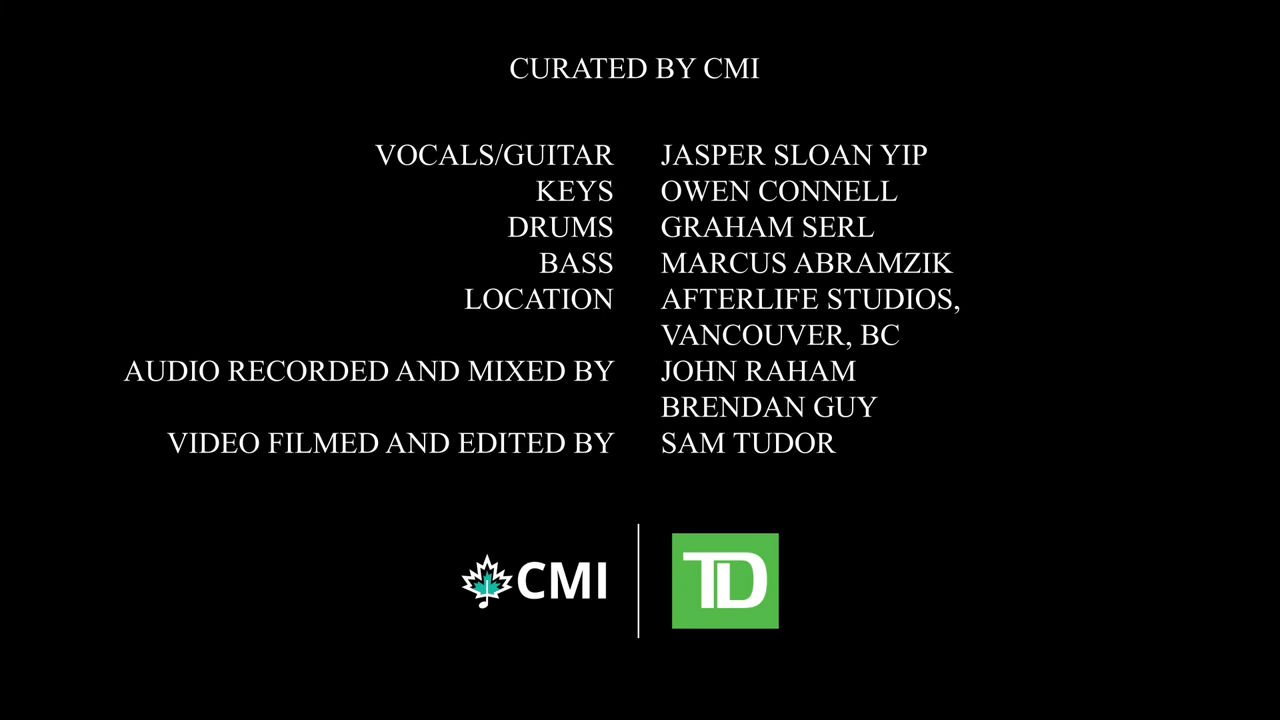 CURATED BY CMI
VOCALS/GUITAR JASPER SLOAN YIP
KEYS OWEN CONNELL
DRUMS GRAHAM SERL
BASS MARCUS ABRAMZIK
LOCATION AFTERLIFE STUDIOS,
VANCOUVER, BC
AUDIO RECORDED AND MIXED BY JOHN RAHAM
BRENDAN GUY
VIDEO FILMED AND EDITED BY SAM TUDOR
CMI TD